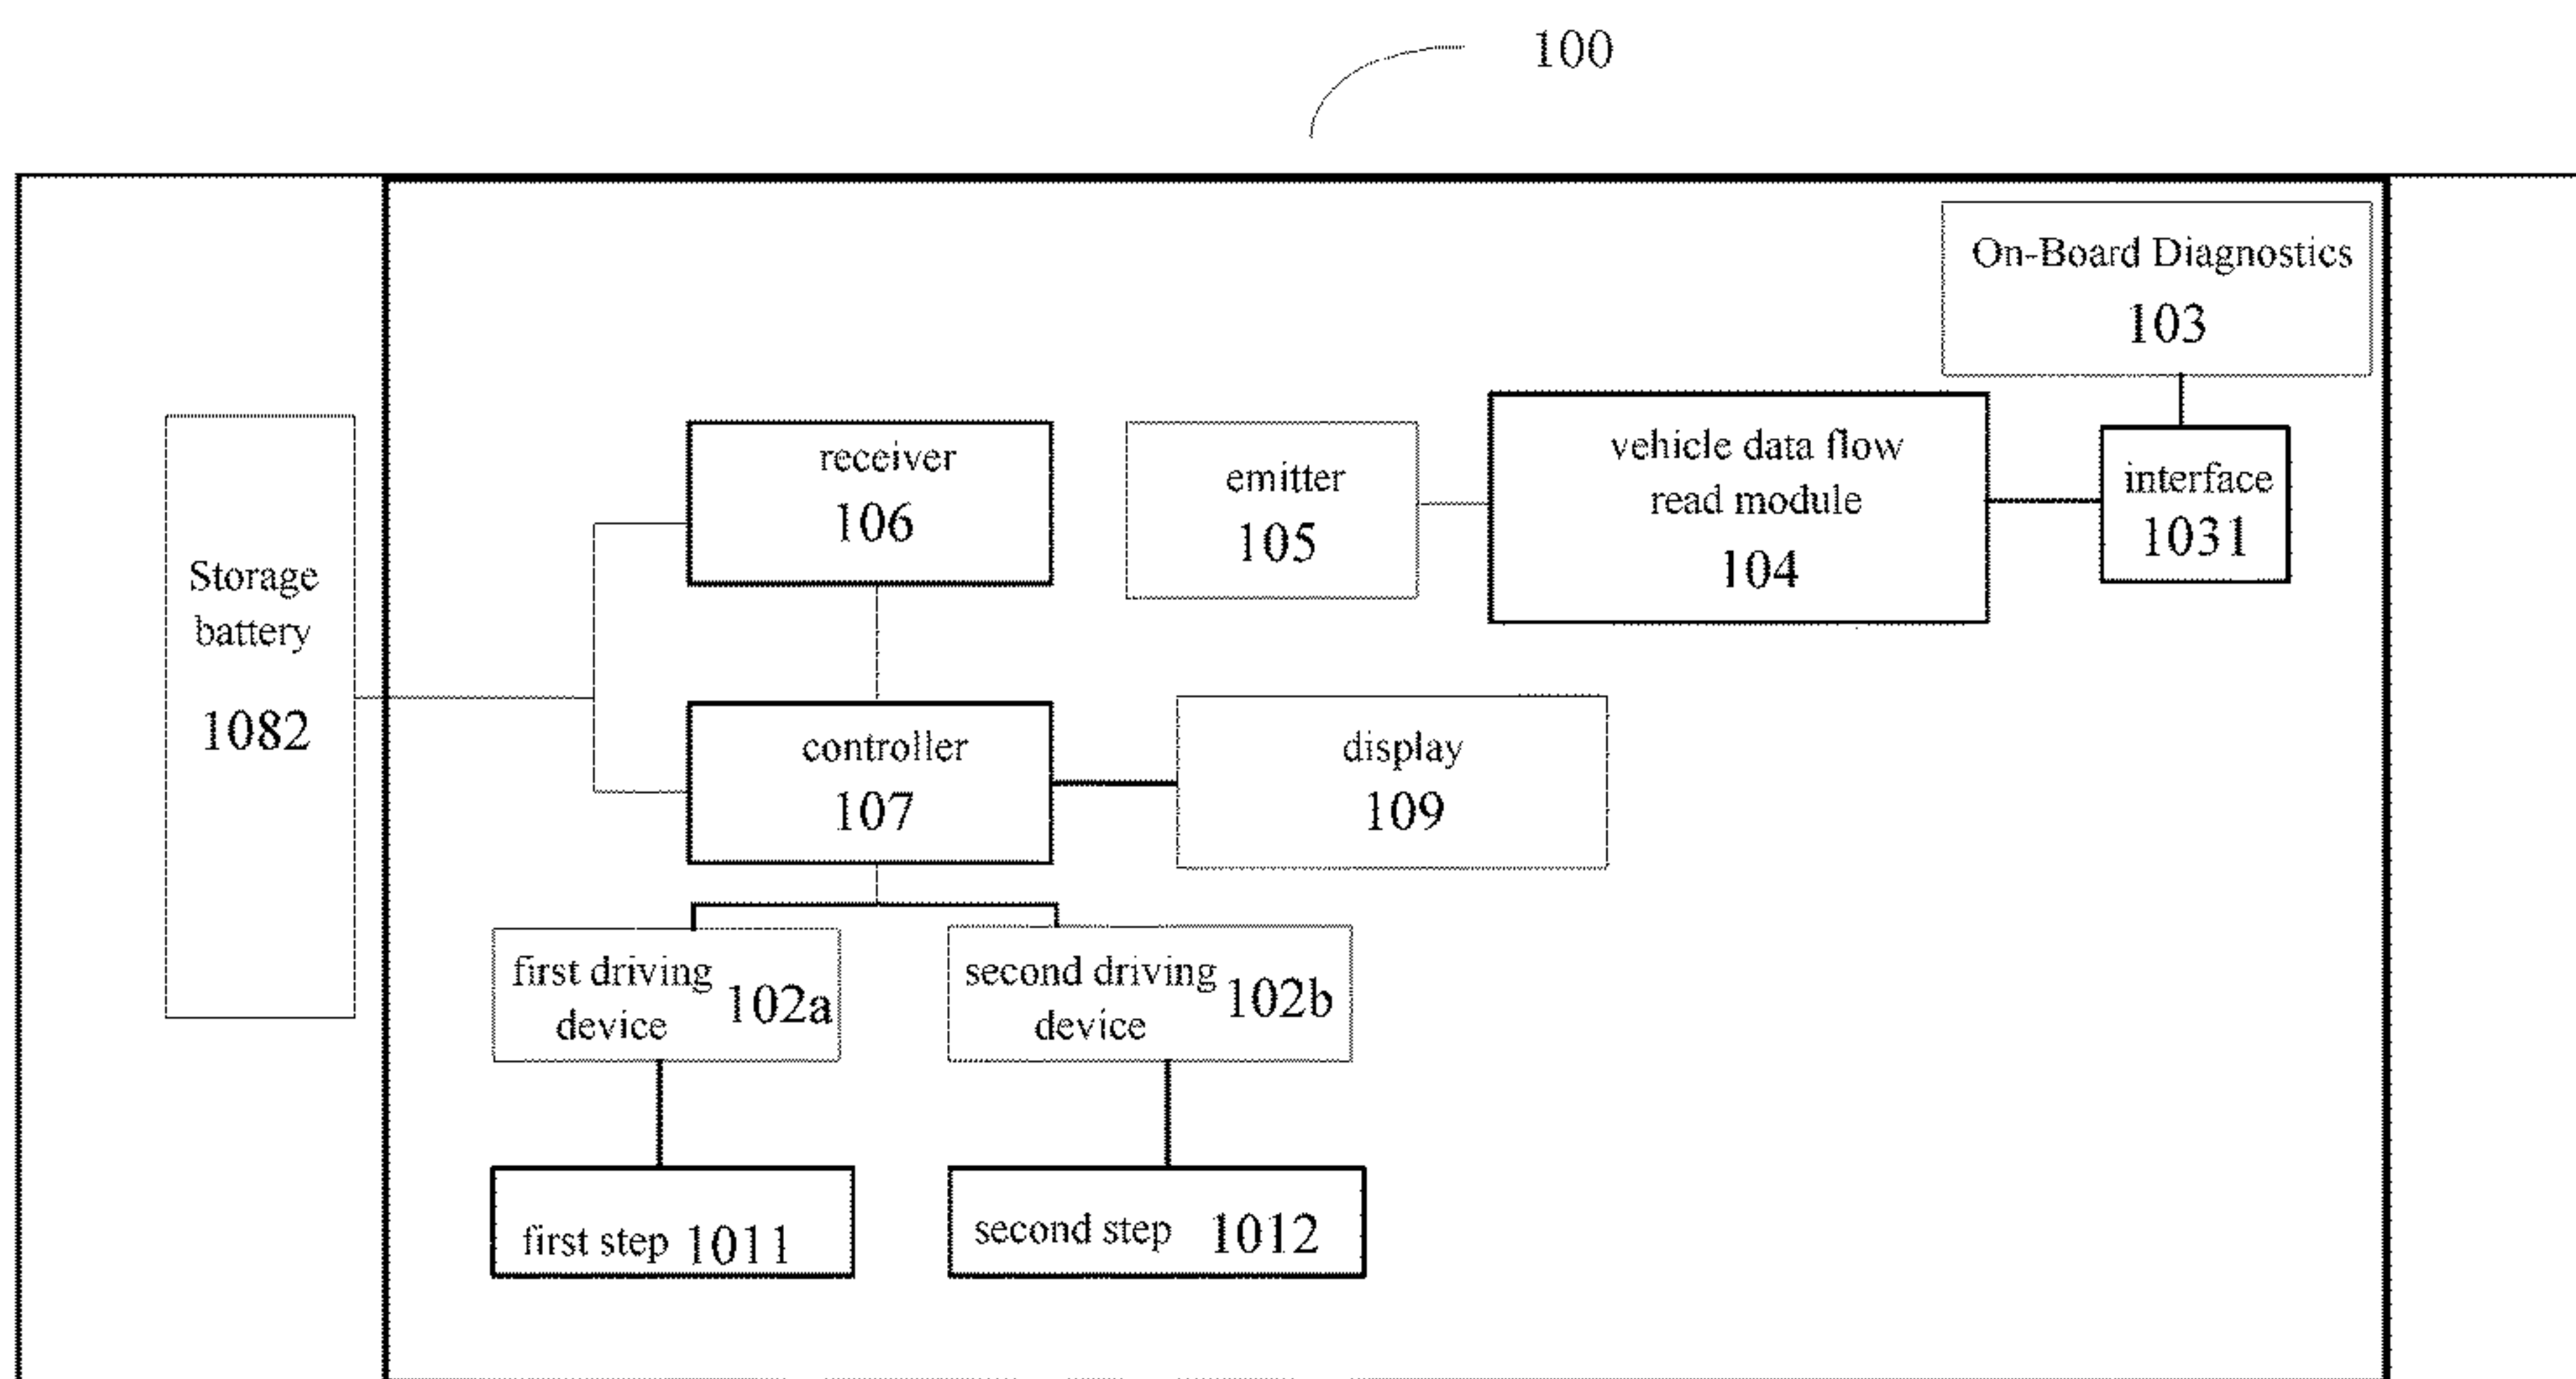 100
On-Board Diagnostics
103
receiver
106
emitter
105
vehicle data flow
read module
104
interface
1031
Storage
battery
1082
controller
107
display
109
first driving
device
102a
second driving
device
102b
first step 1011
second step 1012